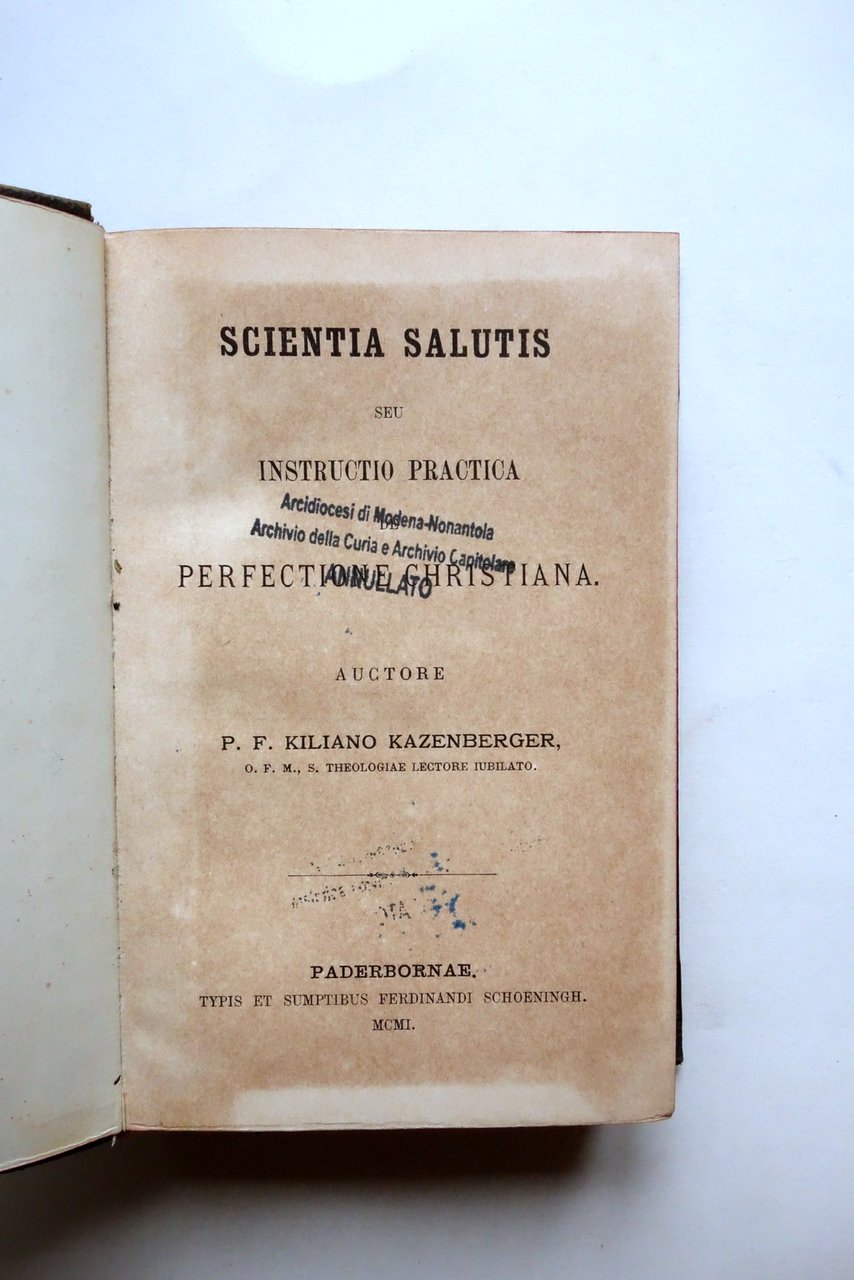 SCIENTIA SALUTIS
SEU
INSTRUCTIO PRACTICA
DE
PERFECTIONE CHRISTIANA.
Arcidiocesi di Modena-Nonantola
Archivio della Curia e Archivio Capitolare
ANNULLATO
AUCTORE
P. F. KILIANO KAZENBERGER,
O. F. M., S. THEOLOGIAE LECTORE IUBILATO.
PADERBORNAE.
TYPIS ET SUMPTIBUS FERDINANDI SCHOENINGH.
MCMI.